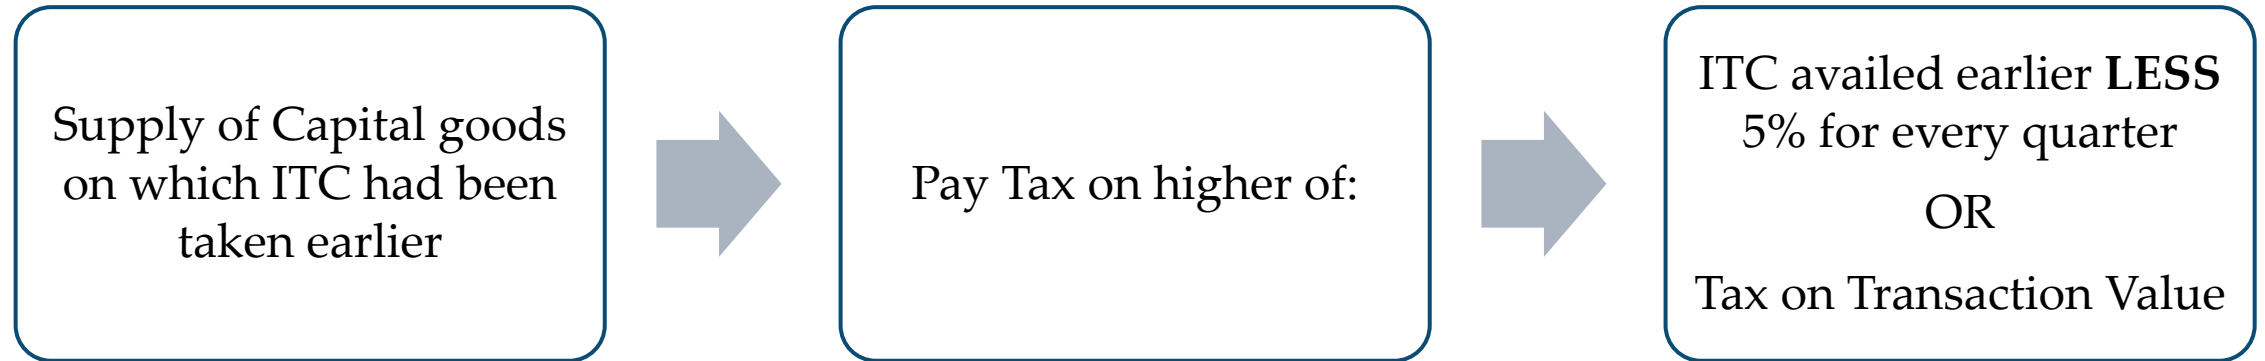 Supply of Capital goods
on which ITC had been
taken earlier
Pay Tax on higher of:
ITC availed earlier LESS
5% for every quarter
OR
Tax on Transaction Value